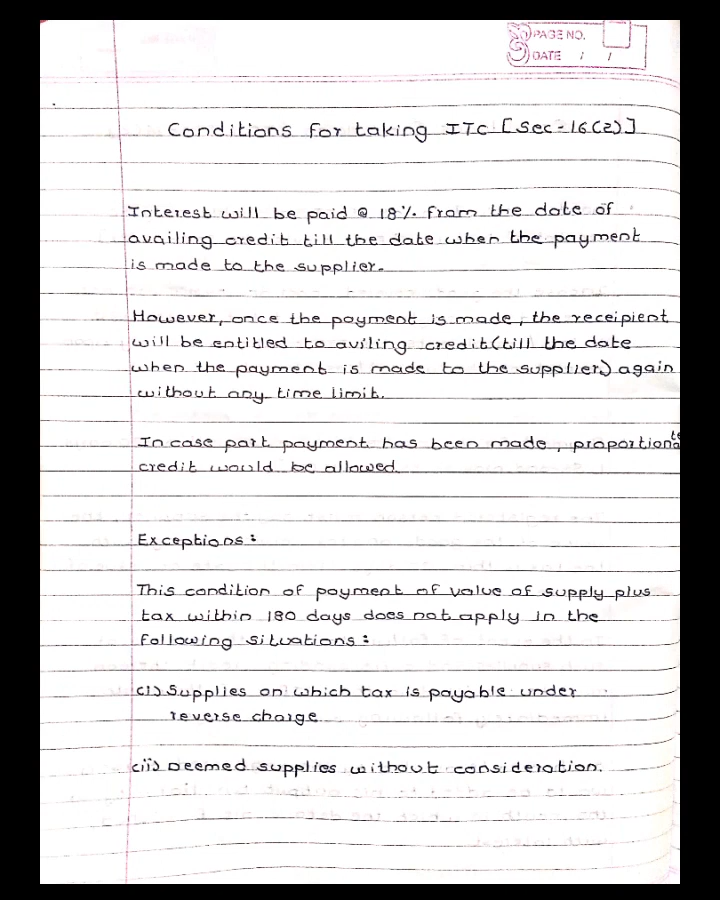 PAGE NO.
DATE / /
Conditions for taking ITC [Sec-16(2)]
Interest will be paid @ 18% from the date of
availing credit till the date when the payment
is made to the supplier.
However, once the payment is made, the receipient
will be entitled to aviling credit(till the date
when the payment is made to the supplier) again
without any time limit.
In case part payment has been made, proportionate
credit would be allowed
Exceptions:
This condition of payment of value of supply plus
tax within 180 days does not apply in the
following situations:
(i) Supplies on which tax is payable under
reverse charge
(ii) Deemed supplies without consideration.